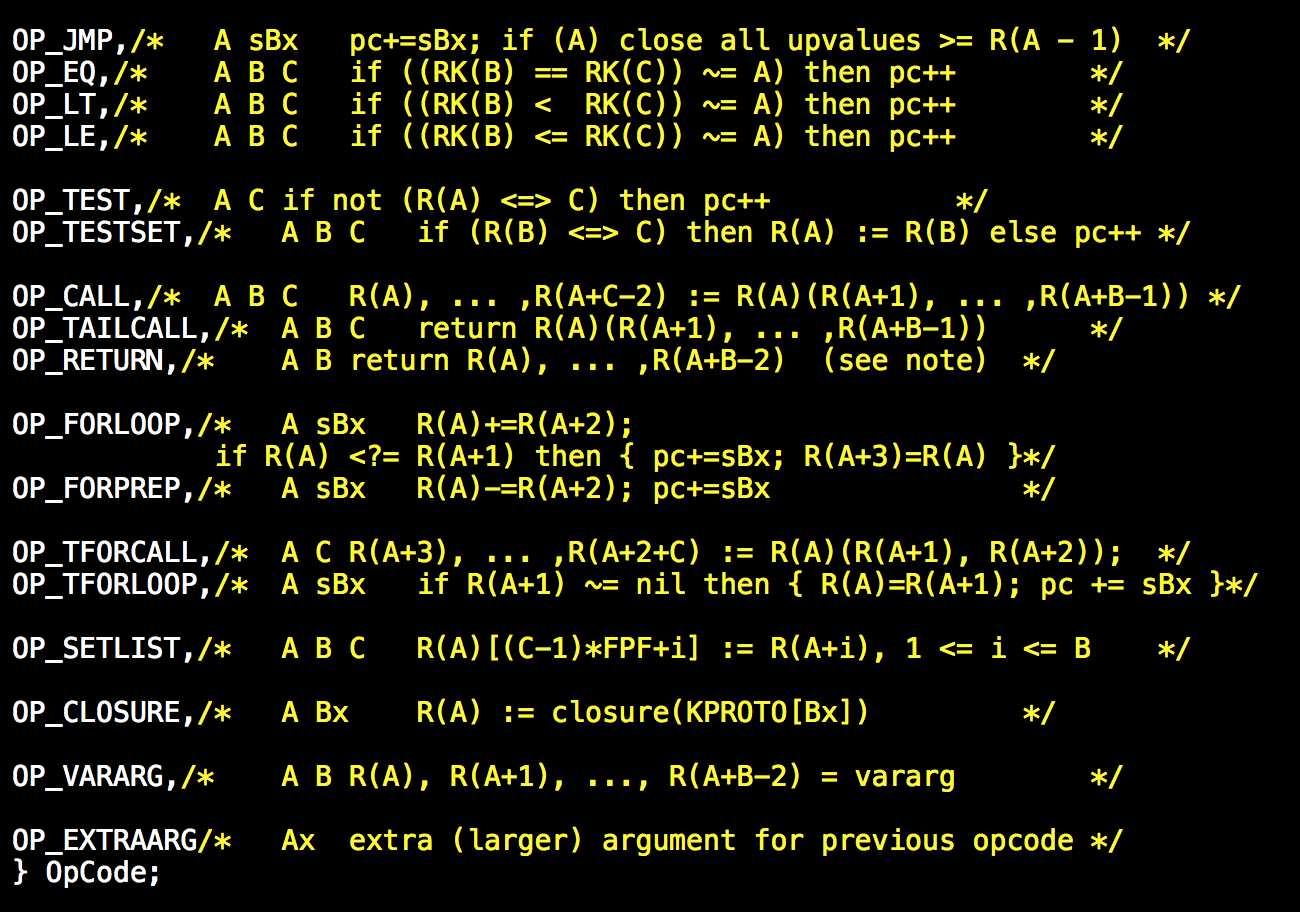 OP_JMP,/*   A sBx   pc+=sBx; if (A) close all upvalues >= R(A - 1)  */
OP_EQ,/*    A B C   if ((RK(B) == RK(C)) ~= A) then pc++        */
OP_LT,/*    A B C   if ((RK(B) <  RK(C)) ~= A) then pc++        */
OP_LE,/*    A B C   if ((RK(B) <= RK(C)) ~= A) then pc++        */
OP_TEST,/*  A C if not (R(A) <=> C) then pc++           */
OP_TESTSET,/*   A B C   if (R(B) <=> C) then R(A) := R(B) else pc++ */
OP_CALL,/*  A B C   R(A), ... ,R(A+C-2) := R(A)(R(A+1), ... ,R(A+B-1)) */
OP_TAILCALL,/*  A B C   return R(A)(R(A+1), ... ,R(A+B-1))      */
OP_RETURN,/*    A B return R(A), ... ,R(A+B-2)  (see note)  */
OP_FORLOOP,/*   A sBx   R(A)+=R(A+2);
            if R(A) <?= R(A+1) then { pc+=sBx; R(A+3)=R(A) }*/
OP_FORPREP,/*   A sBx   R(A)-=R(A+2); pc+=sBx               */
OP_TFORCALL,/*  A C R(A+3), ... ,R(A+2+C) := R(A)(R(A+1), R(A+2));  */
OP_TFORLOOP,/*  A sBx   if R(A+1) ~= nil then { R(A)=R(A+1); pc += sBx }*/
OP_SETLIST,/*   A B C   R(A)[(C-1)*FPF+i] := R(A+i), 1 <= i <= B    */
OP_CLOSURE,/*   A Bx    R(A) := closure(KPROTO[Bx])         */
OP_VARARG,/*    A B R(A), R(A+1), ..., R(A+B-2) = vararg        */
OP_EXTRAARG/*   Ax  extra (larger) argument for previous opcode */
} OpCode;